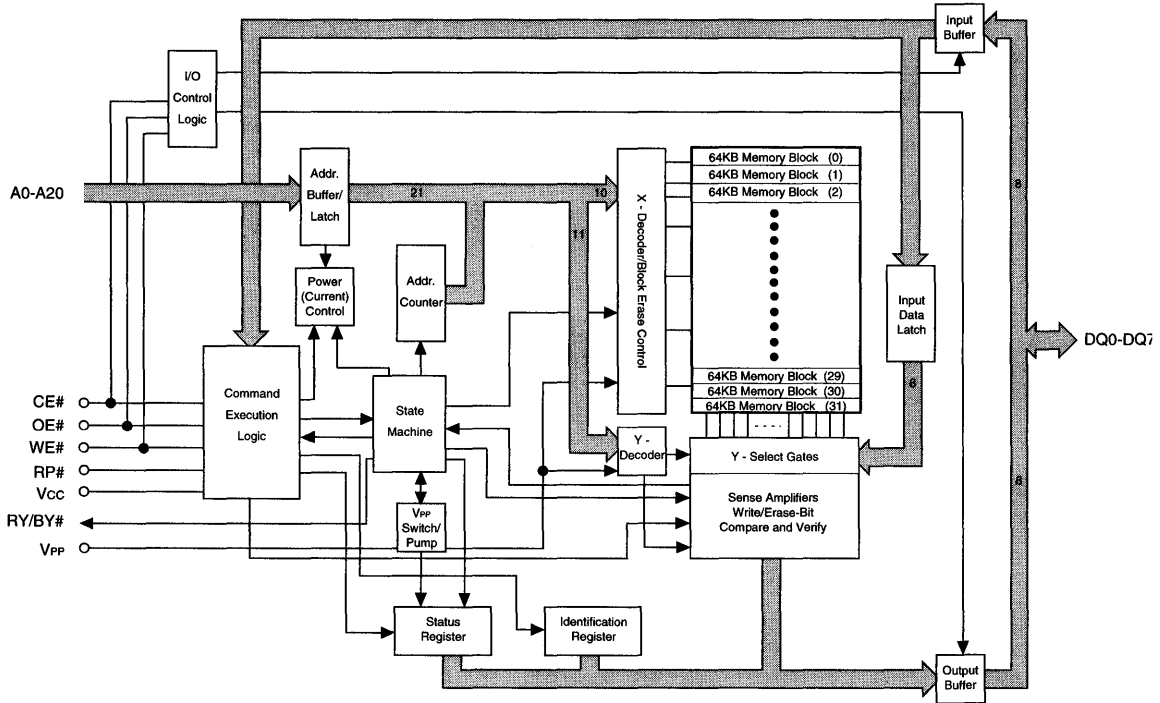 Input
Buffer
I/O
Control
Logic
8
64KB Memory Block (0)
Addr.
Buffer/
Latch
64KB Memory Block (1)
A0-A20
21
10
64KB Memory Block (2)
11
X - Decoder/Block Erase Control
Addr.
Counter
Power
(Current)
Control
Input
Data
Latch
DQ0-DQ7
64KB Memory Block (29)
64KB Memory Block (30)
64KB Memory Block (31)
8
Command
Execution
Logic
State
Machine
CE#
OE#
WE#
RP#
VCC
RY/BY#
VPP
Y -
Decoder
Y - Select Gates
8
Sense Amplifiers
Write/Erase-Bit
Compare and Verify
VPP
Switch/
Pump
Status
Register
Identification
Register
Output
Buffer